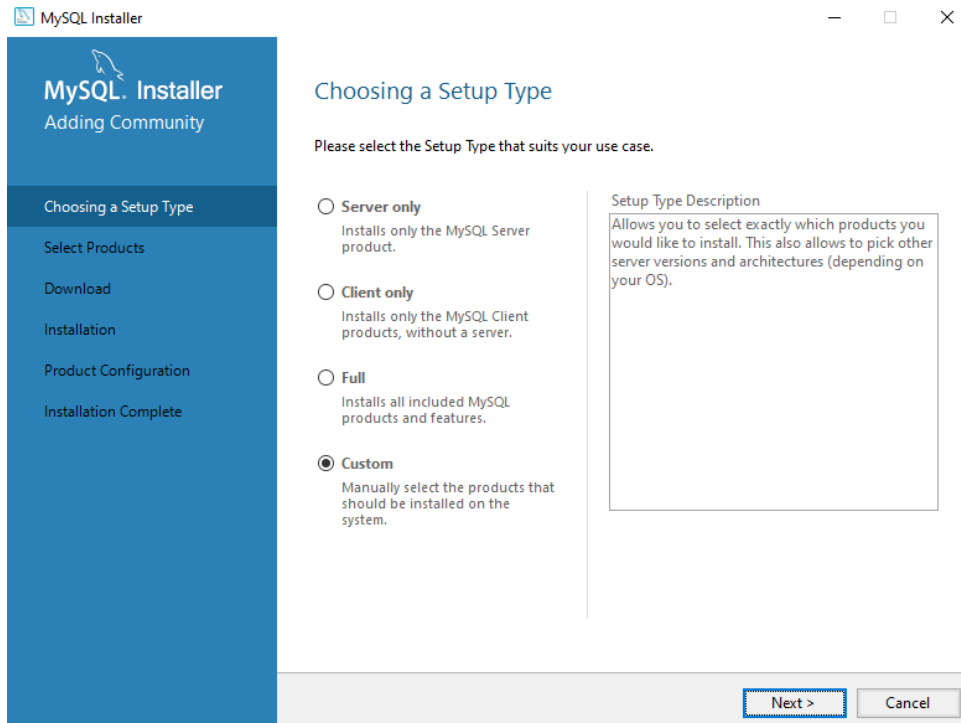 MySQL Installer
MySQL. Installer
Adding Community
Choosing a Setup Type
Select Products
Download
Installation
Product Configuration
Installation Complete
Choosing a Setup Type
Please select the Setup Type that suits your use case.
Server only
Installs only the MySQL Server
product.
Client only
Installs only the MySQL Client
products, without a server.
Full
Installs all included MySQL
products and features.
Custom
Manually select the products that
should be installed on the
system.
Setup Type Description
Allows you to select exactly which products you
would like to install. This also allows to pick other
server versions and architectures (depending on
your OS).
Next >
Cancel